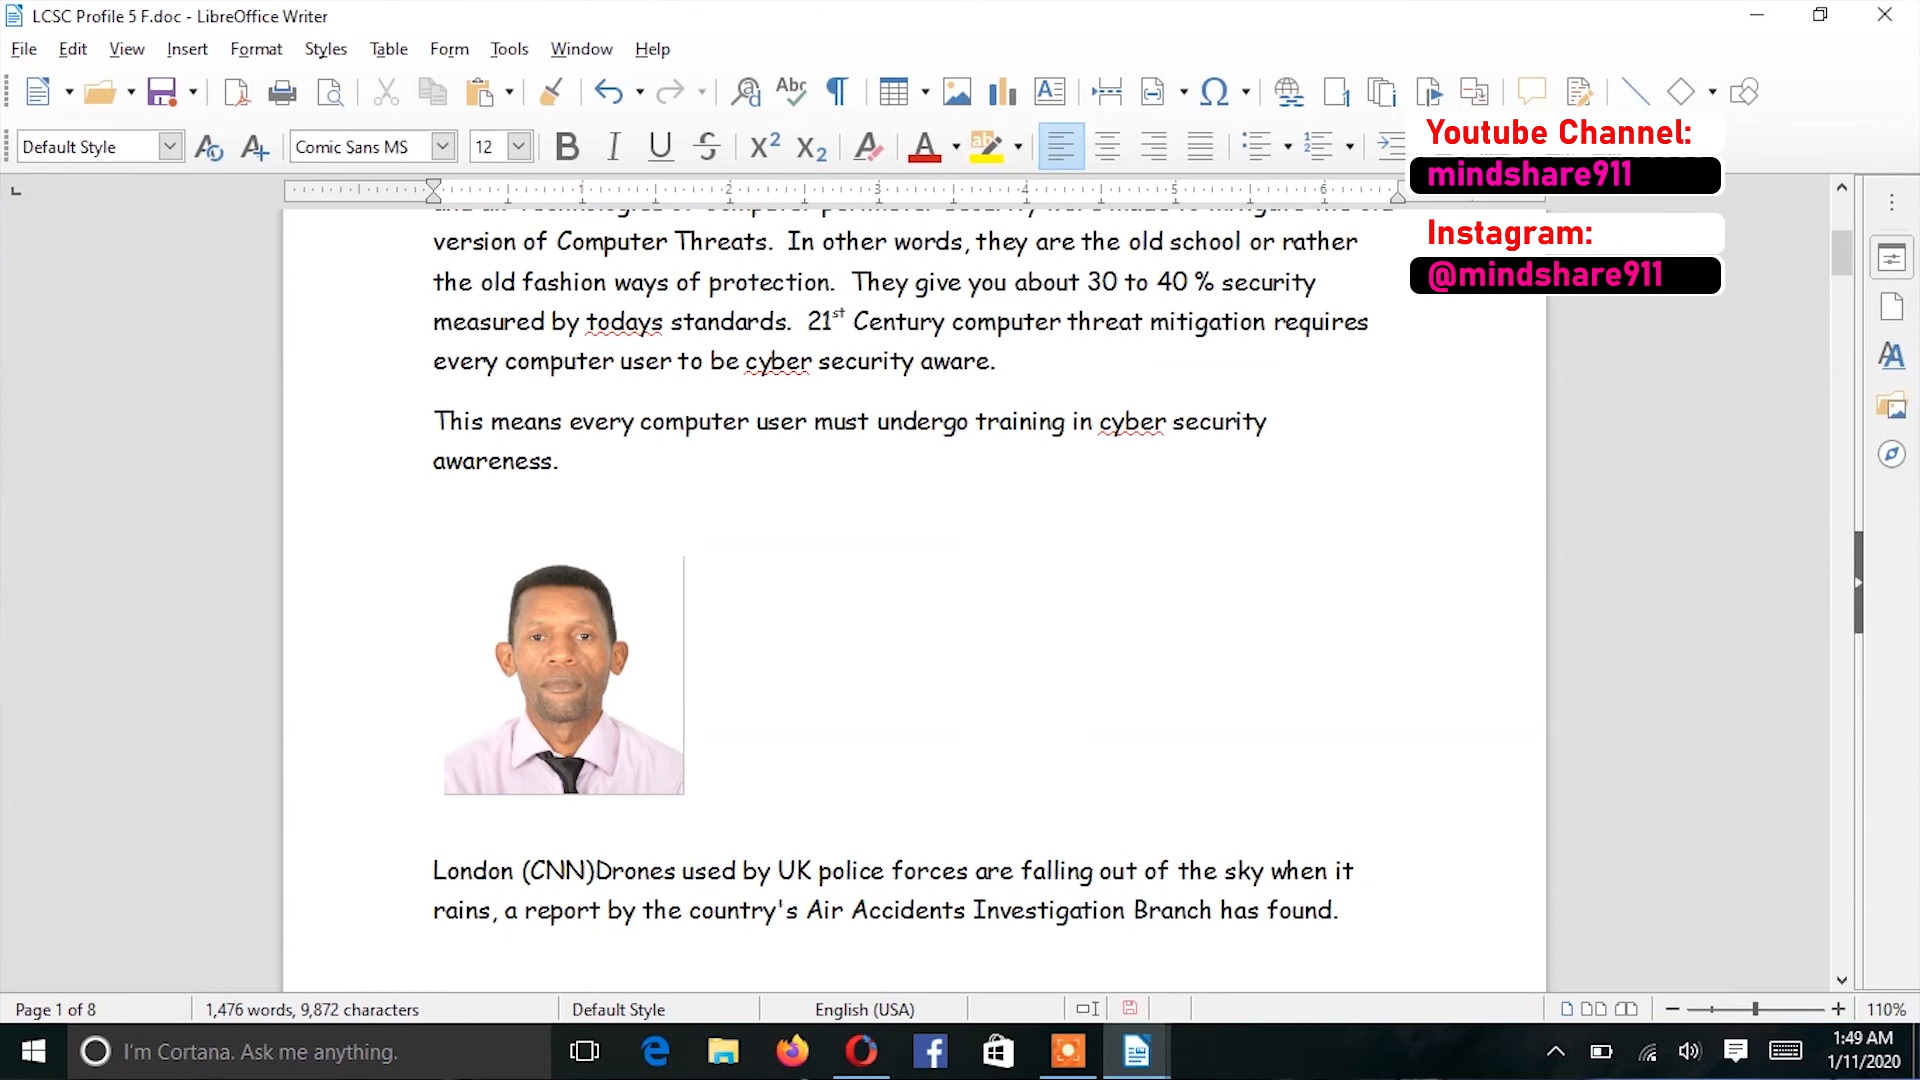 LCSC Profile 5 F.doc - LibreOffice Writer
File Edit View Insert Format Styles Table Form Tools Window Help
Default Style Comic Sans MS 12
Youtube Channel:
mindshare911
Instagram:
@mindshare911
1 2 3 4 5 6
version of Computer Threats. In other words, they are the old school or rather
the old fashion ways of protection. They give you about 30 to 40 % security
measured by todays standards. 21st Century computer threat mitigation requires
every computer user to be cyber security aware.
This means every computer user must undergo training in cyber security
awareness.
London (CNN)Drones used by UK police forces are falling out of the sky when it
rains, a report by the country's Air Accidents Investigation Branch has found.
Page 1 of 8 1,476 words, 9,872 characters Default Style English (USA) 110%
I'm Cortana. Ask me anything.
1:49 AM
1/11/2020